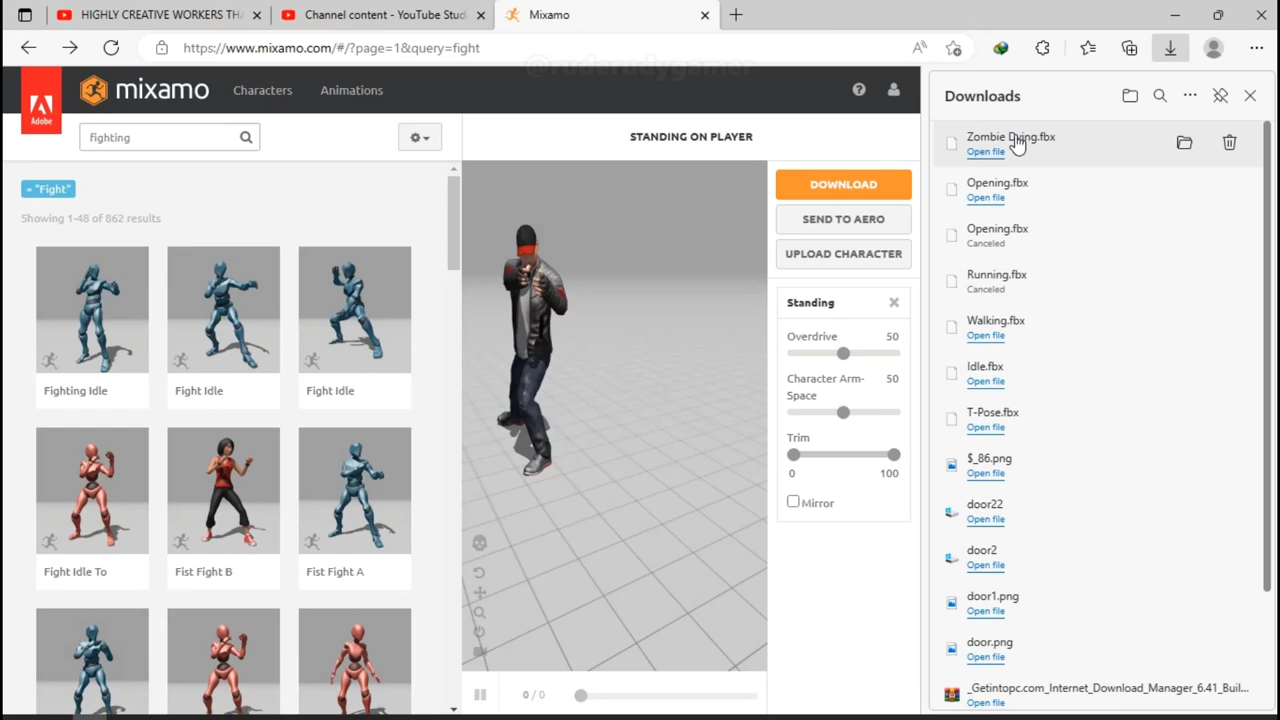 HIGHLY CREATIVE WORKERS THA
Channel content - YouTube Stud
Mixamo
https://www.mixamo.com/#/?page=1&query=fight
@ruderudygamer
Adobe
mixamo
Characters
Animations
fighting
STANDING ON PLAYER
× "Fight"
Showing 1-48 of 862 results
Fighting Idle
Fight Idle
Fight Idle
Fight Idle To
Fist Fight B
Fist Fight A
0 / 0
DOWNLOAD
SEND TO AERO
UPLOAD CHARACTER
Standing
Overdrive 50
Character Arm- 50
Space
Trim
0 100
Mirror
Downloads
Zombie Dying.fbx
Open file
Opening.fbx
Open file
Opening.fbx
Canceled
Running.fbx
Canceled
Walking.fbx
Open file
Idle.fbx
Open file
T-Pose.fbx
Open file
$_86.png
Open file
door22
Open file
door2
Open file
door1.png
Open file
door.png
Open file
_Getintopc.com_Internet_Download_Manager_6.41_Buil...
Open file